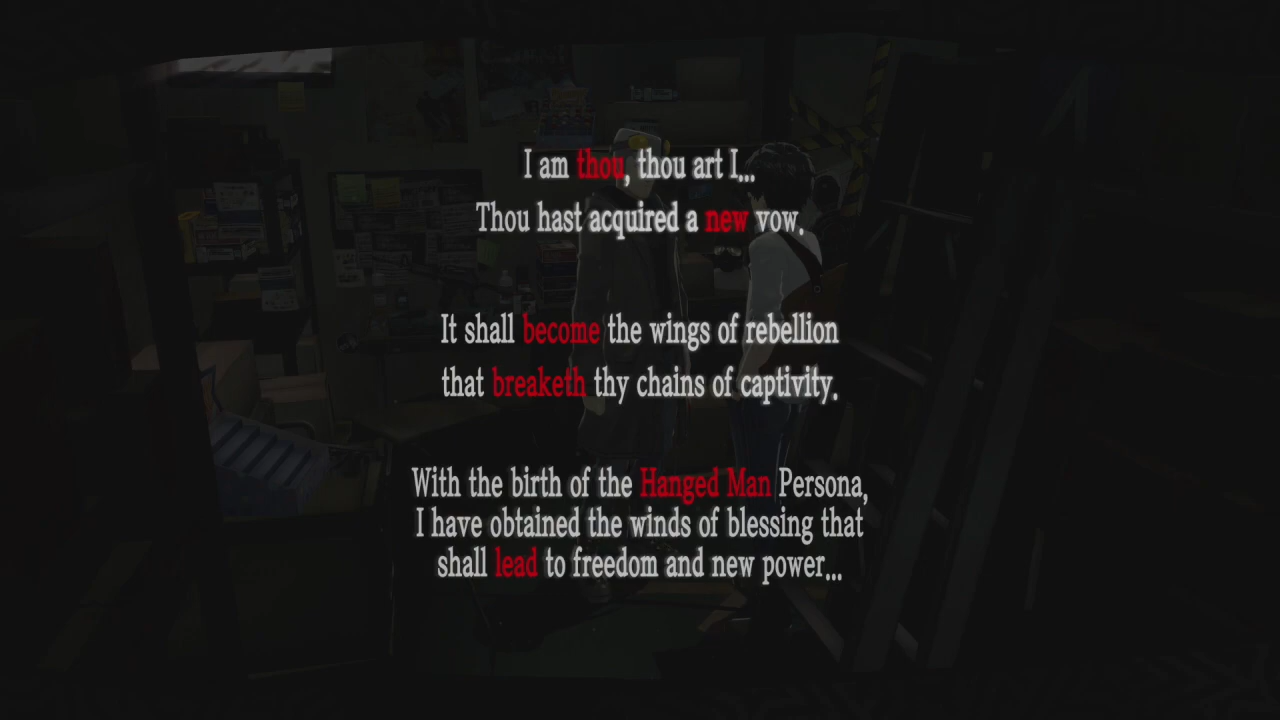 I am thou, thou art I...
Thou hast acquired a new vow.
It shall become the wings of rebellion
that breaketh thy chains of captivity.
With the birth of the Hanged Man Persona,
I have obtained the winds of blessing that
shall lead to freedom and new power...